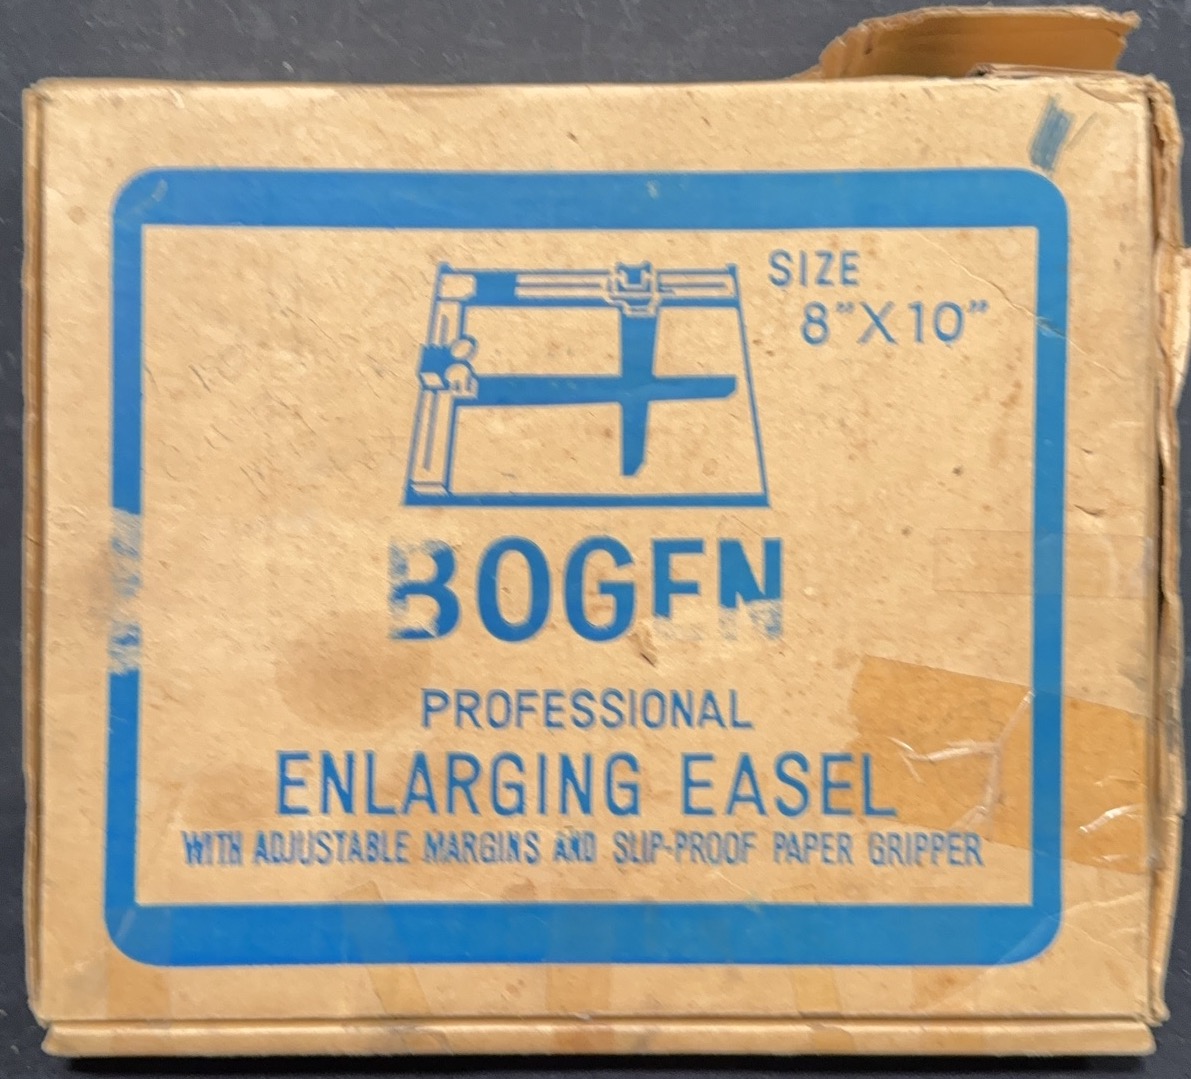 SIZE
8"X10"
BOGEN
PROFESSIONAL
ENLARGING EASEL
WITH ADJUSTABLE MARGINS AND SLIP-PROOF PAPER GRIPPER